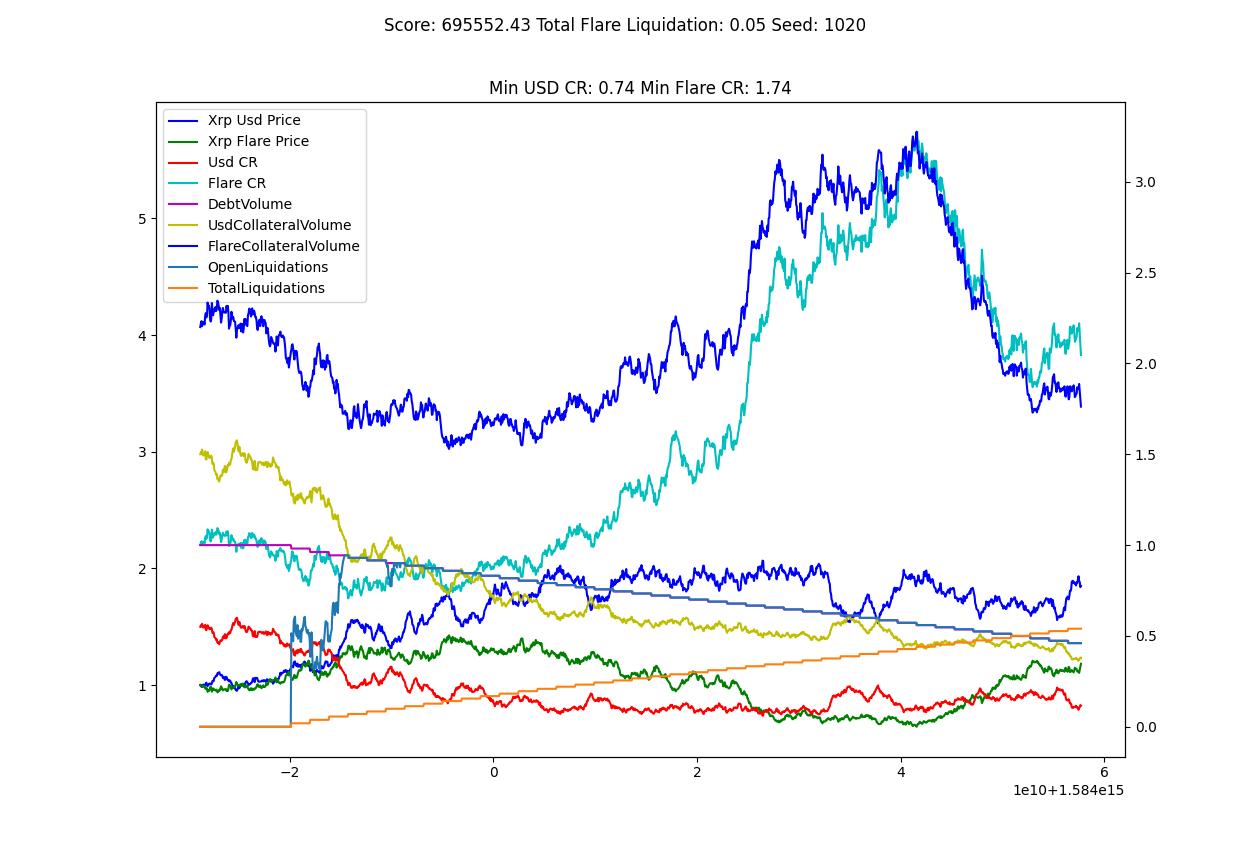 Score: 695552.43 Total Flare Liquidation: 0.05 Seed: 1020
Min USD CR: 0.74 Min Flare CR: 1.74
Xrp Usd Price
Xrp Flare Price
Usd CR
Flare CR
DebtVolume
UsdCollateralVolume
FlareCollateralVolume
OpenLiquidations
TotalLiquidations
5
4
3
2
1
3.0
2.5
2.0
1.5
1.0
0.5
0.0
−2 0 2 4 6
1e10+1.584e15